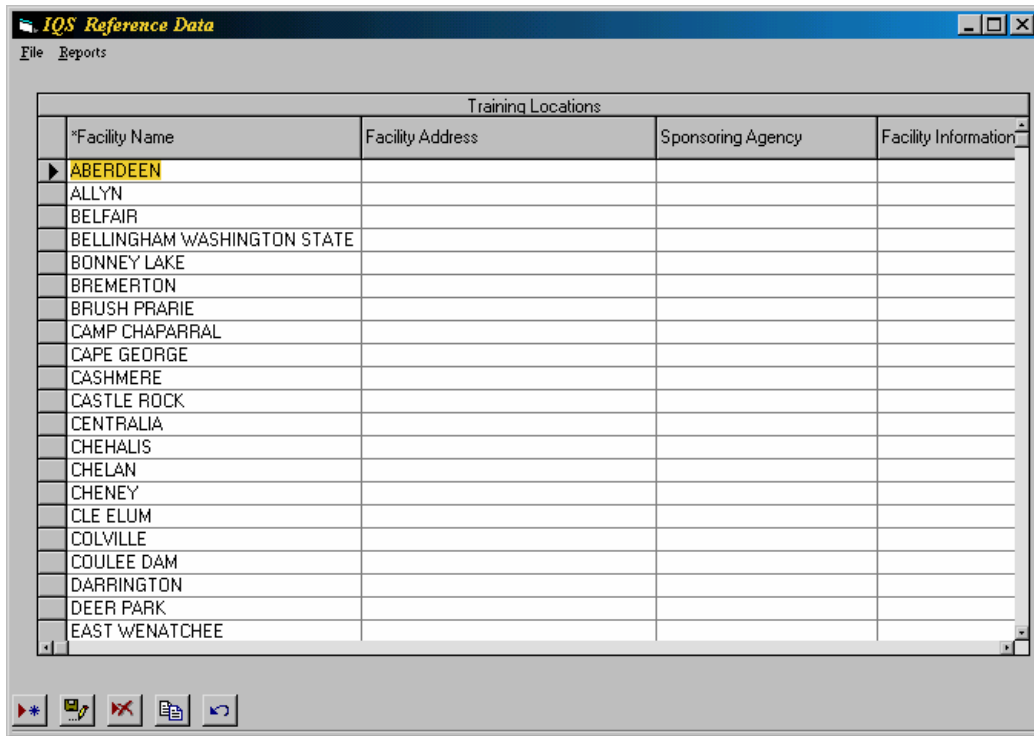 IQS Reference Data
File Reports
Training Locations
*Facility Name Facility Address Sponsoring Agency Facility Information
ABERDEEN
ALLYN
BELFAIR
BELLINGHAM WASHINGTON STATE
BONNEY LAKE
BREMERTON
BRUSH PRARIE
CAMP CHAPARRAL
CAPE GEORGE
CASHMERE
CASTLE ROCK
CENTRALIA
CHEHALIS
CHELAN
CHENEY
CLE ELUM
COLVILLE
COULEE DAM
DARRINGTON
DEER PARK
EAST WENATCHEE